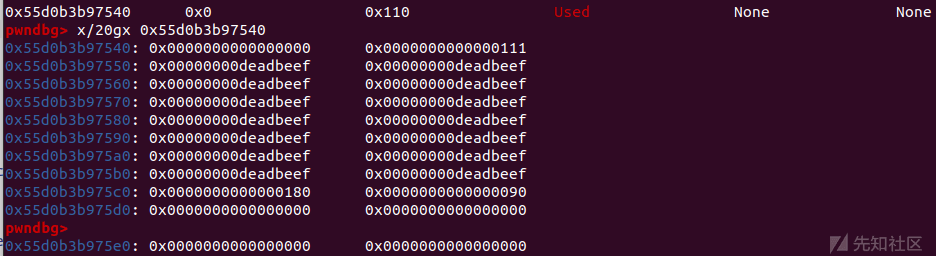 0x55d0b3b97540 0x0 0x110 Used None None
pwndbg> x/20gx 0x55d0b3b97540
0x55d0b3b97540: 0x0000000000000000 0x0000000000000111
0x55d0b3b97550: 0x00000000deadbeef 0x00000000deadbeef
0x55d0b3b97560: 0x00000000deadbeef 0x00000000deadbeef
0x55d0b3b97570: 0x00000000deadbeef 0x00000000deadbeef
0x55d0b3b97580: 0x00000000deadbeef 0x00000000deadbeef
0x55d0b3b97590: 0x00000000deadbeef 0x00000000deadbeef
0x55d0b3b975a0: 0x00000000deadbeef 0x00000000deadbeef
0x55d0b3b975b0: 0x00000000deadbeef 0x00000000deadbeef
0x55d0b3b975c0: 0x0000000000000180 0x0000000000000090
0x55d0b3b975d0: 0x0000000000000000 0x0000000000000000
pwndbg>
0x55d0b3b975e0: 0x0000000000000000 0x0000000000000000
先知社区